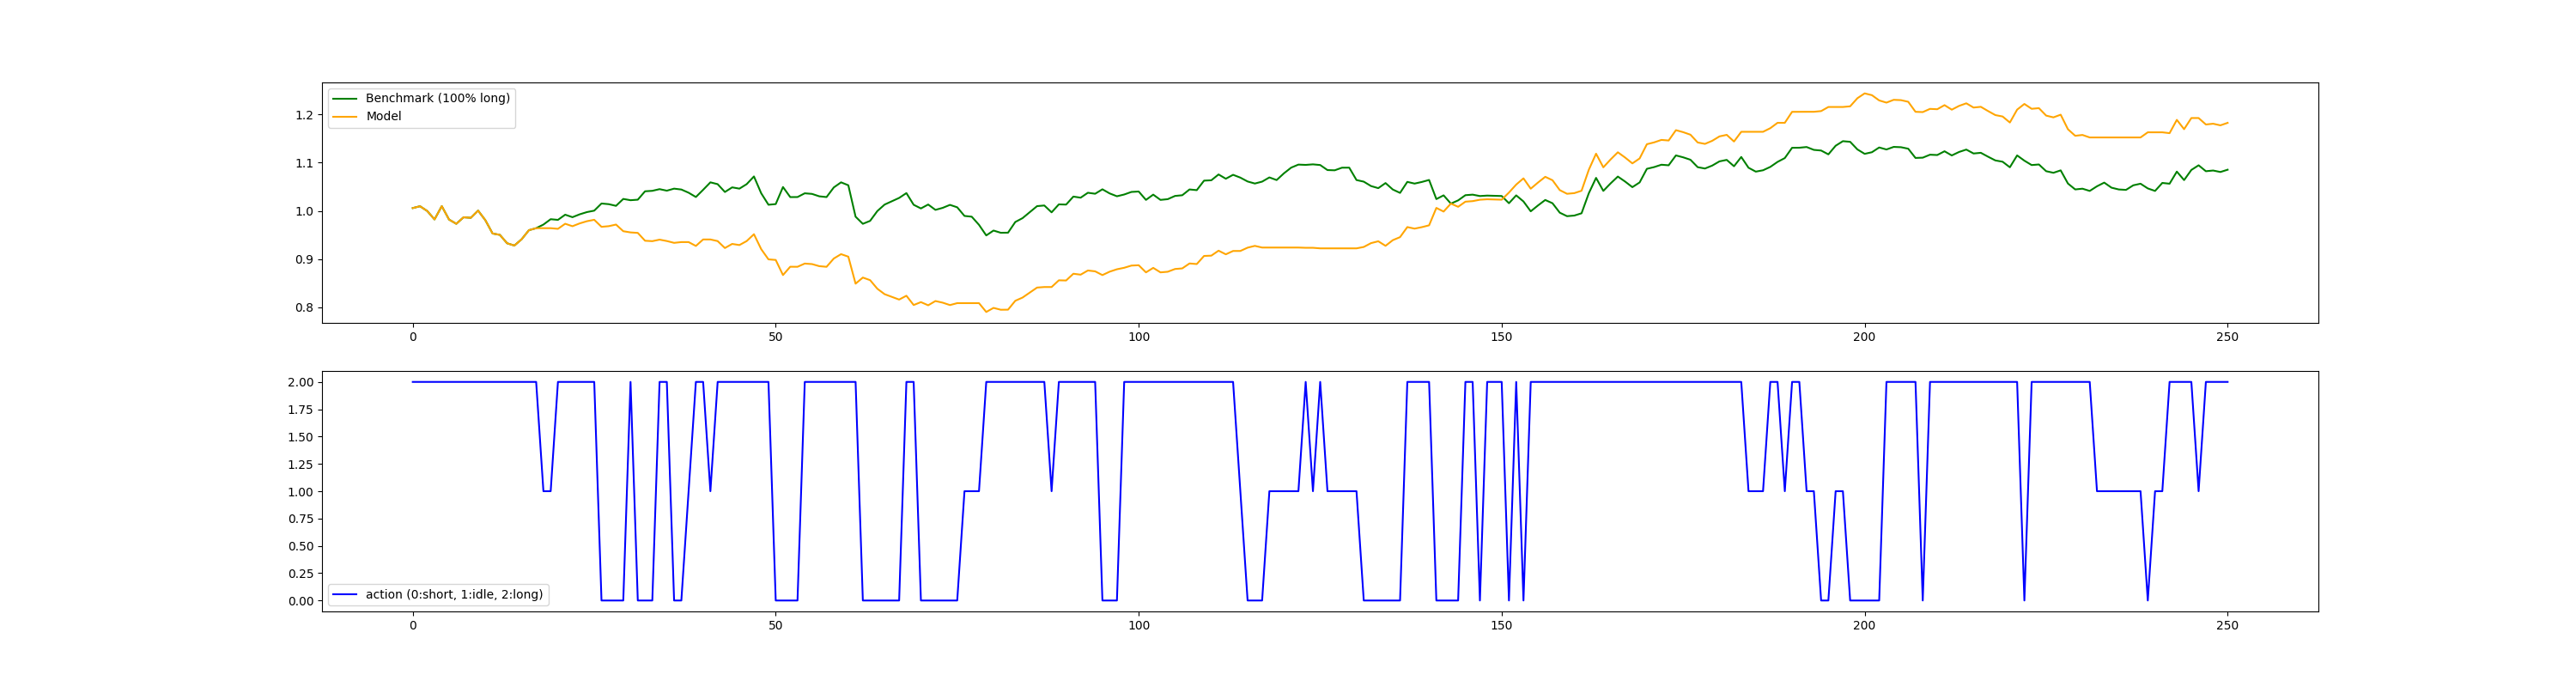 Benchmark (100% long)
Model
1.2
1.1
1.0
0.9
0.8
0 50 100 150 200 250
2.00
1.75
1.50
1.25
1.00
0.75
0.50
0.25
0.00
action (0:short, 1:idle, 2:long)
0 50 100 150 200 250